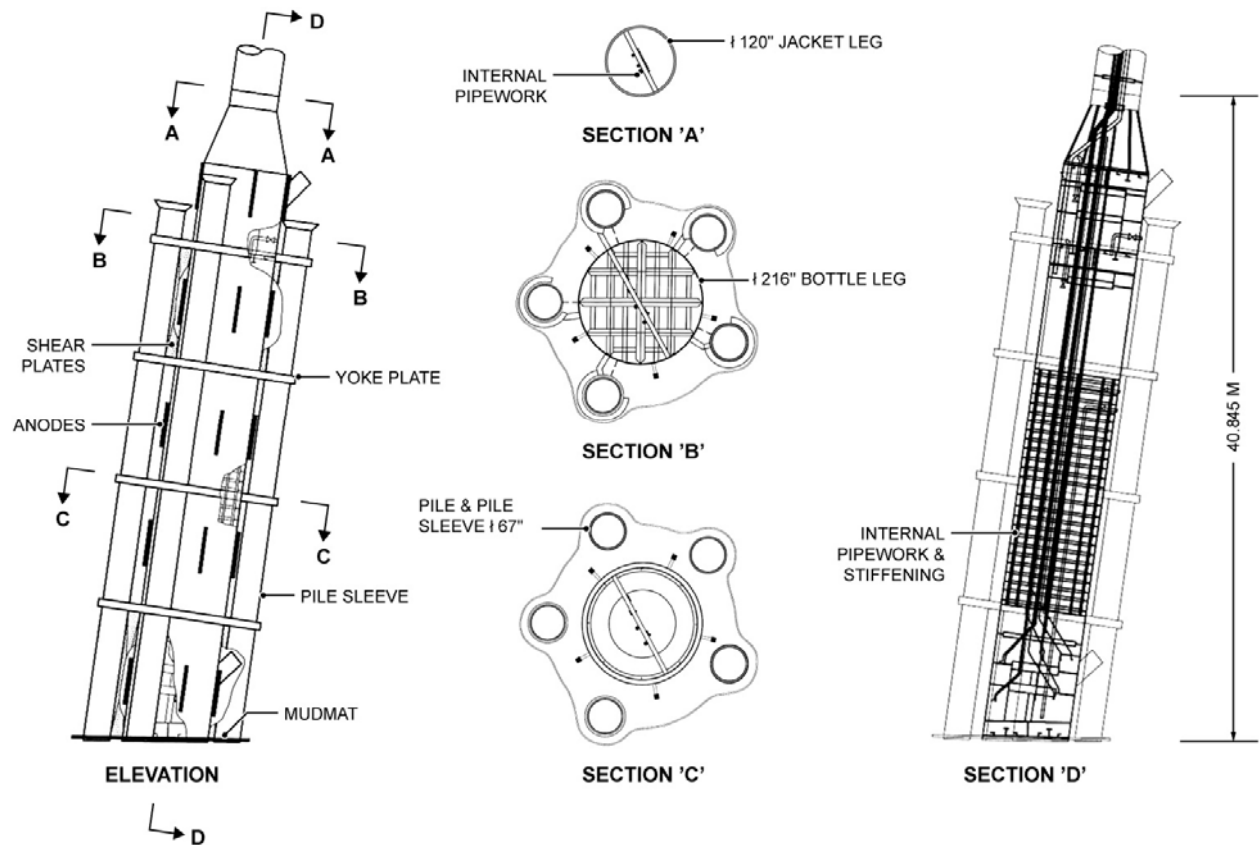 D
A
A
B
B
SHEAR
PLATES
YOKE PLATE
ANODES
C
C
PILE SLEEVE
MUDMAT
ELEVATION
D
ł 120" JACKET LEG
INTERNAL
PIPEWORK
SECTION 'A'
ł 216" BOTTLE LEG
SECTION 'B'
PILE & PILE
SLEEVE ł 67"
SECTION 'C'
40.845 M
INTERNAL
PIPEWORK &
STIFFENING
SECTION 'D'